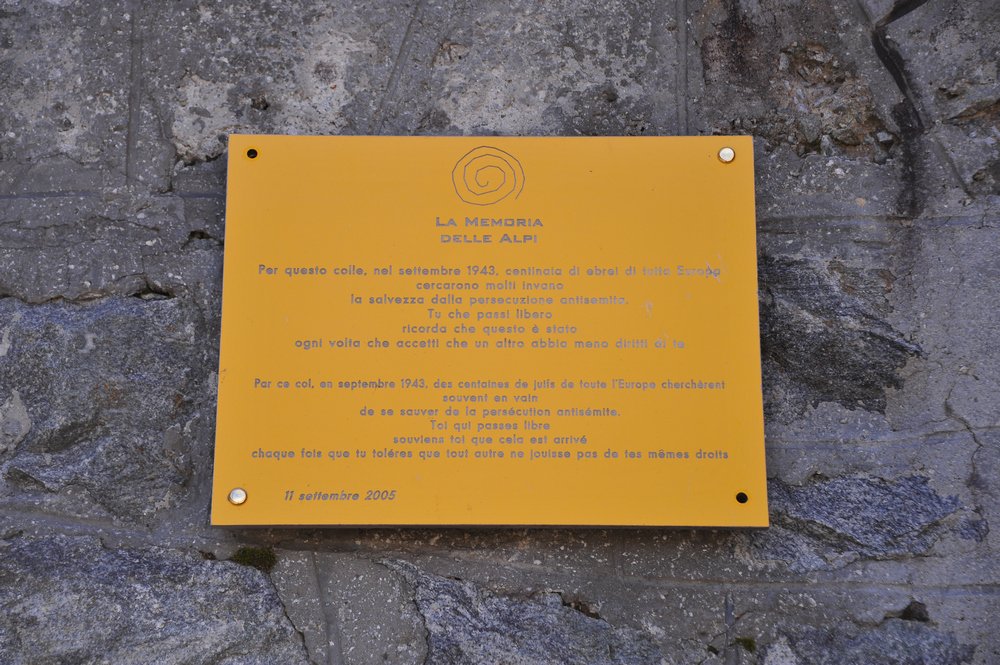 LA MEMORIA
DELLE ALPI
Per questo colle, nel settembre 1943, centinaia di ebrei di tutta Europa
cercarono molti invano
la salvezza dalla persecuzione antisemita.
Tu che passi libero
ricorda che questo è stato
ogni volta che accetti che un altro abbia meno diritti di te
Par ce col, en septembre 1943, des centaines de juifs de toute l'Europe cherchèrent
souvent en vain
de se sauver de la persécution antisémite.
Toi qui passes libre
souviens toi que cela est arrivé
chaque fois que tu toléres que tout autre ne jouisse pas de tes mêmes droits
11 settembre 2005